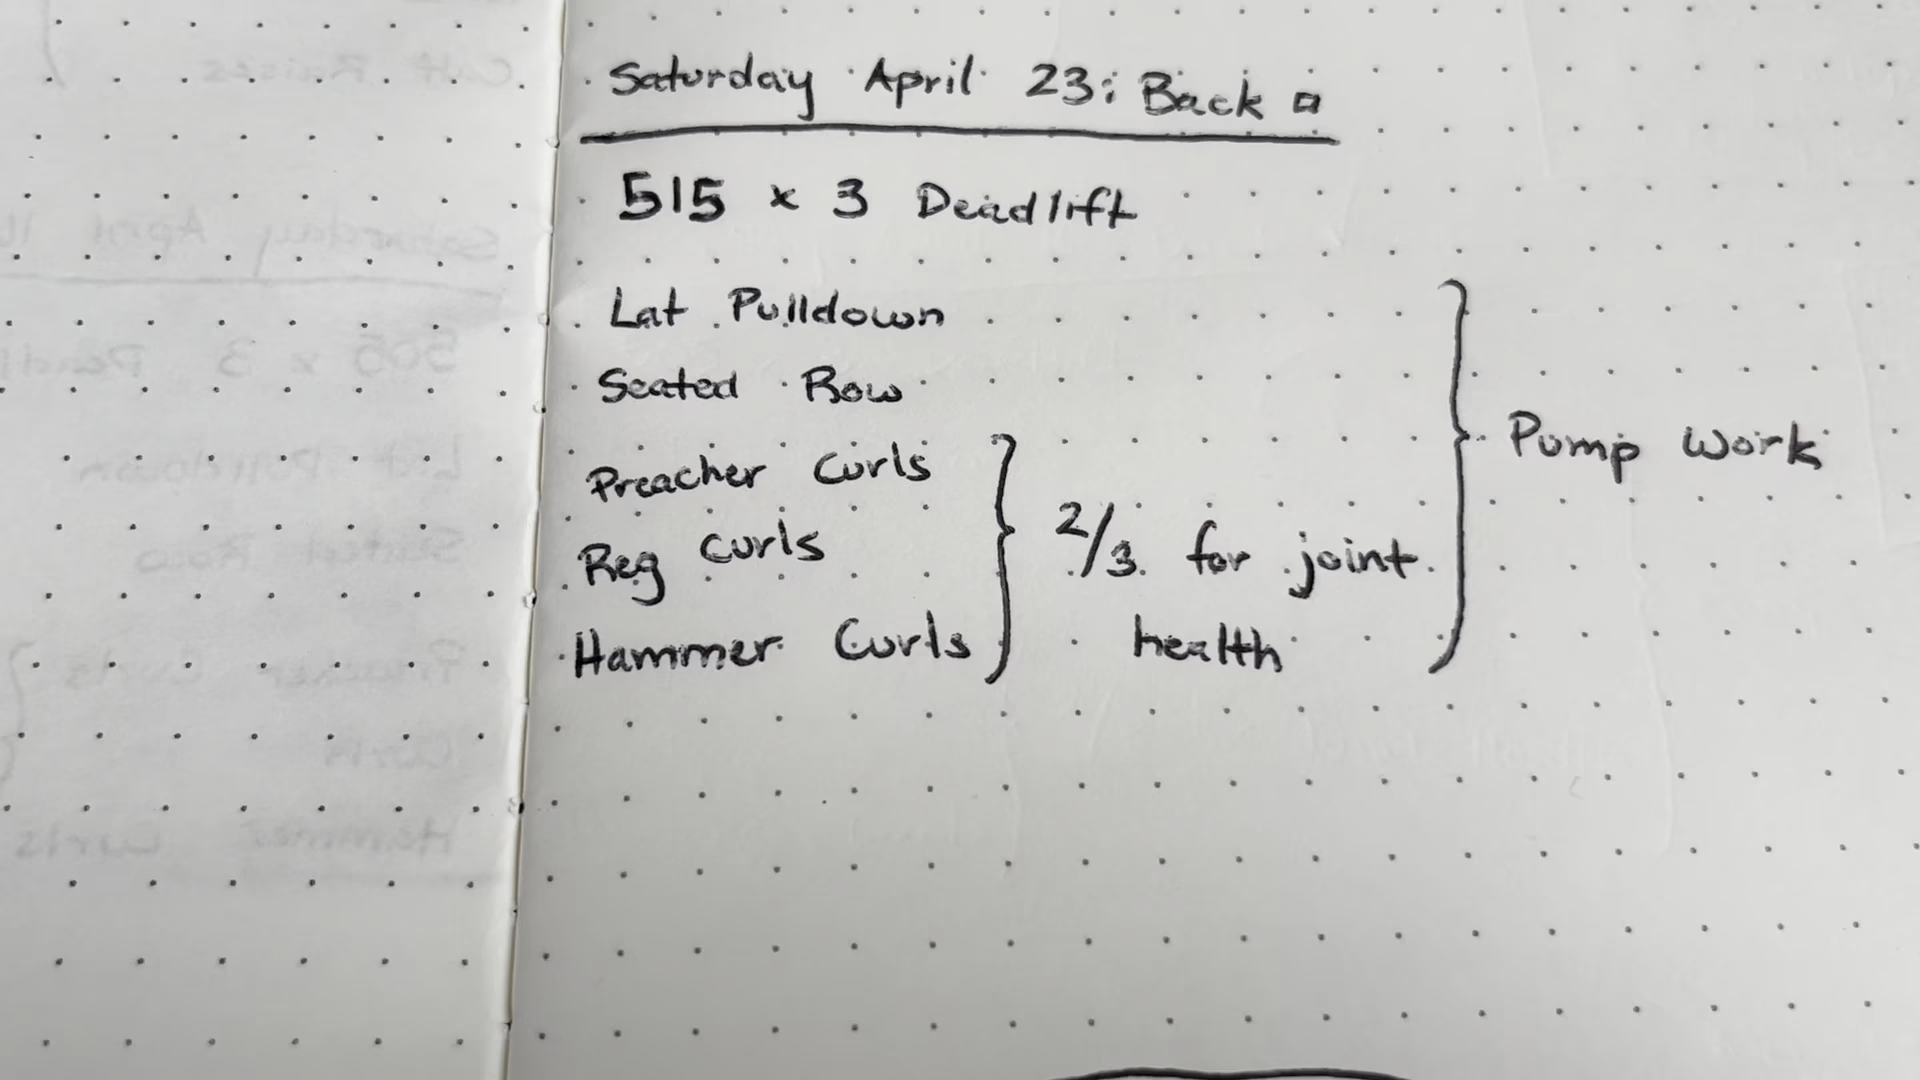 Saturday April 23: Back
515 x 3 Deadlift
Lat Pulldown
Seated Row
Preacher Curls
Reg Curls
Hammer Curls
2/3 for joint
health
Pump Work